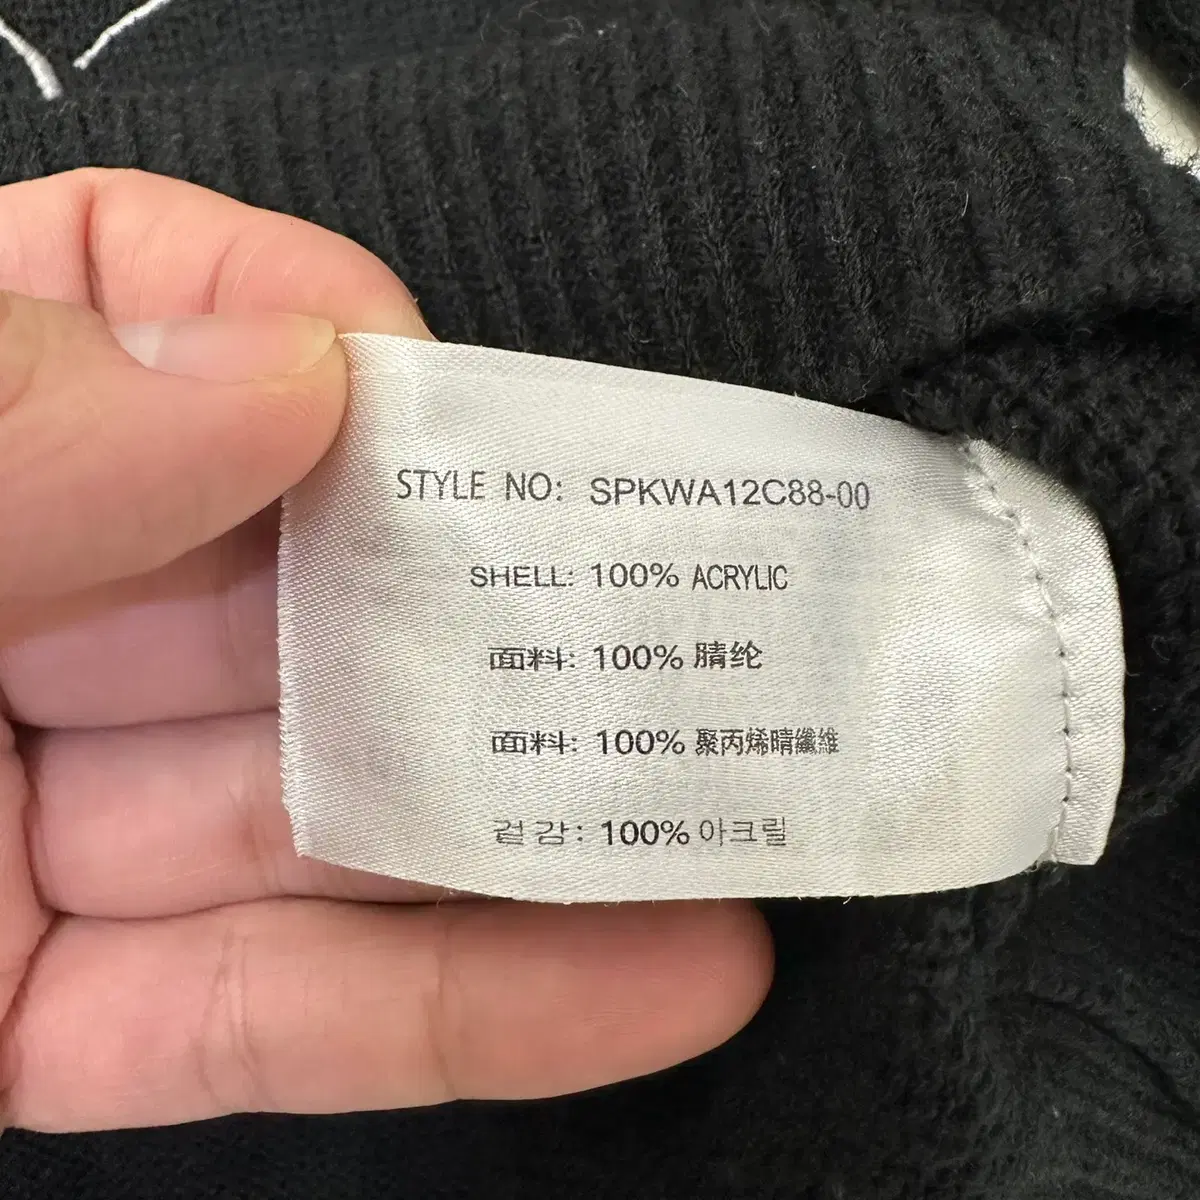 STYLE NO: SPKWA12C88-00
SHELL: 100% ACRYLIC
面料: 100% 腈纶
面料: 100% 聚丙烯晴纖維
겉감: 100% 아크릴